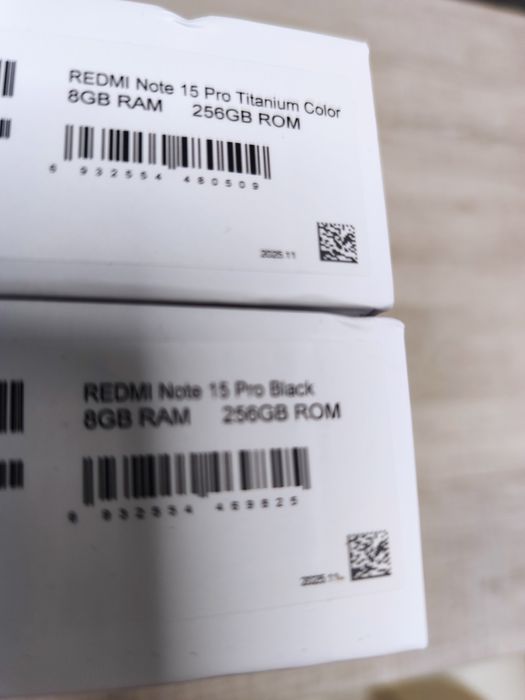 REDMI Note 15 Pro Titanium Color
8GB RAM 256GB ROM
6 932554 480509
2025.11
REDMI Note 15 Pro Black
8GB RAM 256GB ROM
6 932554 469825
2025.11